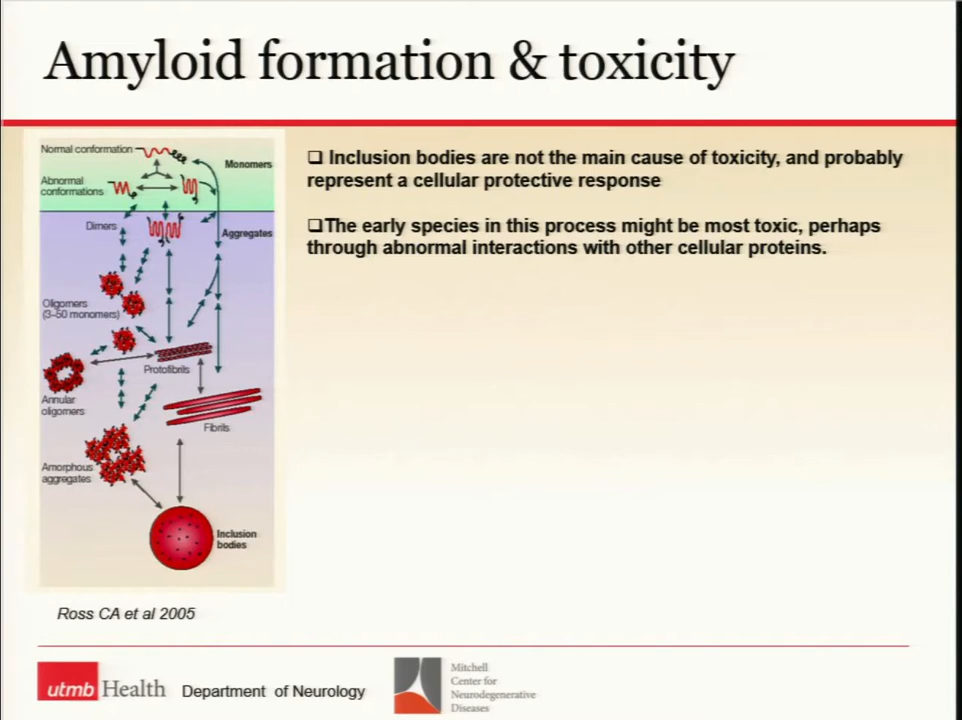 Amyloid formation & toxicity
Normal conformation
Monomers
Abnormal
conformations
Dimers
Aggregates
Oligomers
(3-50 monomers)
Protofibrils
Annular
oligomers
Fibrils
Amorphous
aggregates
Inclusion
bodies
Ross CA et al 2005
❑ Inclusion bodies are not the main cause of toxicity, and probably
represent a cellular protective response
❑The early species in this process might be most toxic, perhaps
through abnormal interactions with other cellular proteins.
utmb Health
Department of Neurology
Mitchell
Center for
Neurodegenerative
Diseases